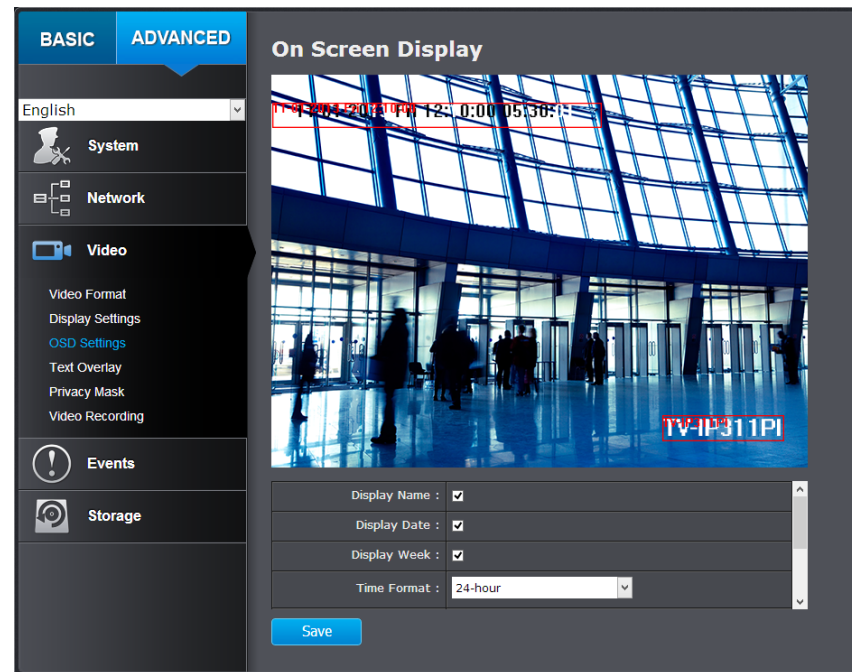 BASIC
ADVANCED
On Screen Display
English
System
Network
Video
Video Format
Display Settings
OSD Settings
Text Overlay
Privacy Mask
Video Recording
Events
Storage
TV-IP311PI
Display Name :
Display Date :
Display Week :
Time Format : 24-hour
Save